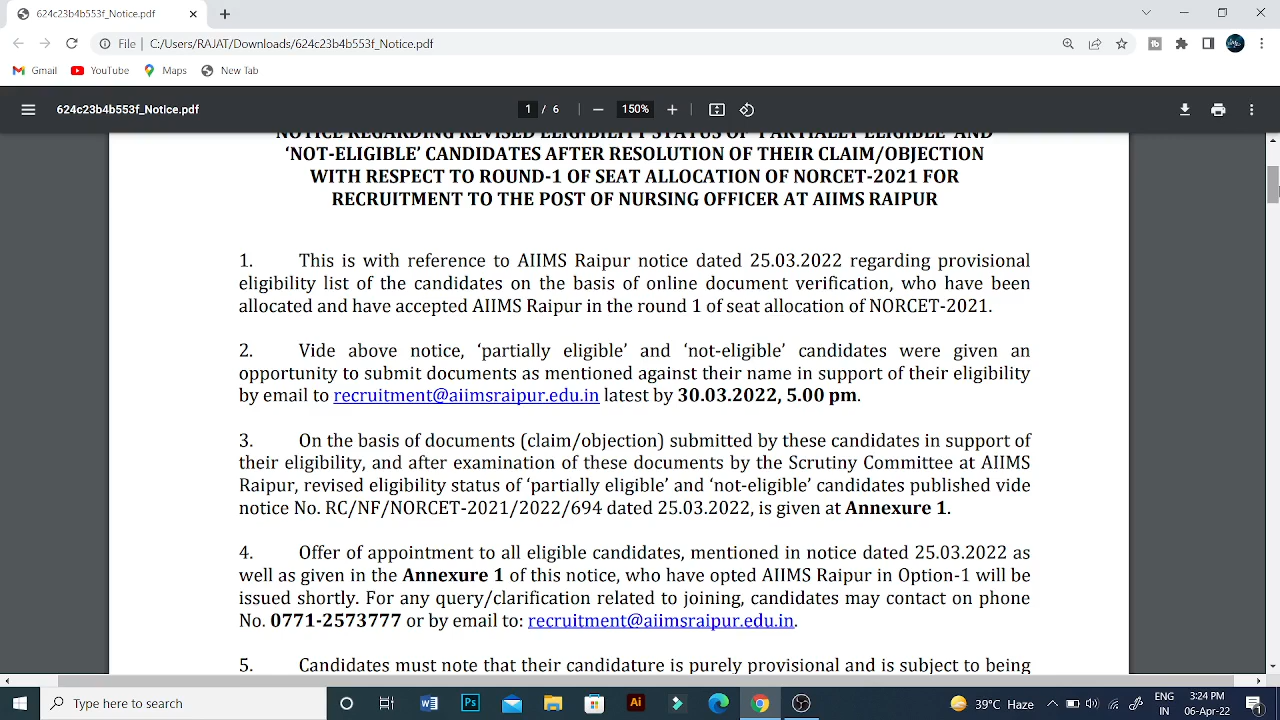 624c23b4b553f_Notice.pdf
File | C:/Users/RAJAT/Downloads/624c23b4b553f_Notice.pdf
Gmail YouTube Maps New Tab
624c23b4b553f_Notice.pdf 1 / 6 150%
NOTICE REGARDING REVISED ELIGIBILITY STATUS OF 'PARTIALLY ELIGIBLE' AND
‘NOT-ELIGIBLE’ CANDIDATES AFTER RESOLUTION OF THEIR CLAIM/OBJECTION
WITH RESPECT TO ROUND-1 OF SEAT ALLOCATION OF NORCET-2021 FOR
RECRUITMENT TO THE POST OF NURSING OFFICER AT AIIMS RAIPUR
1. This is with reference to AIIMS Raipur notice dated 25.03.2022 regarding provisional
eligibility list of the candidates on the basis of online document verification, who have been
allocated and have accepted AIIMS Raipur in the round 1 of seat allocation of NORCET-2021.
2. Vide above notice, ‘partially eligible’ and ‘not-eligible’ candidates were given an
opportunity to submit documents as mentioned against their name in support of their eligibility
by email to recruitment@aiimsraipur.edu.in latest by 30.03.2022, 5.00 pm.
3. On the basis of documents (claim/objection) submitted by these candidates in support of
their eligibility, and after examination of these documents by the Scrutiny Committee at AIIMS
Raipur, revised eligibility status of ‘partially eligible’ and ‘not-eligible’ candidates published vide
notice No. RC/NF/NORCET-2021/2022/694 dated 25.03.2022, is given at Annexure 1.
4. Offer of appointment to all eligible candidates, mentioned in notice dated 25.03.2022 as
well as given in the Annexure 1 of this notice, who have opted AIIMS Raipur in Option-1 will be
issued shortly. For any query/clarification related to joining, candidates may contact on phone
No. 0771-2573777 or by email to: recruitment@aiimsraipur.edu.in.
5. Candidates must note that their candidature is purely provisional and is subject to being
Type here to search Ps Ai 39°C Haze ENG 3:24 PM
IN 06-Apr-22